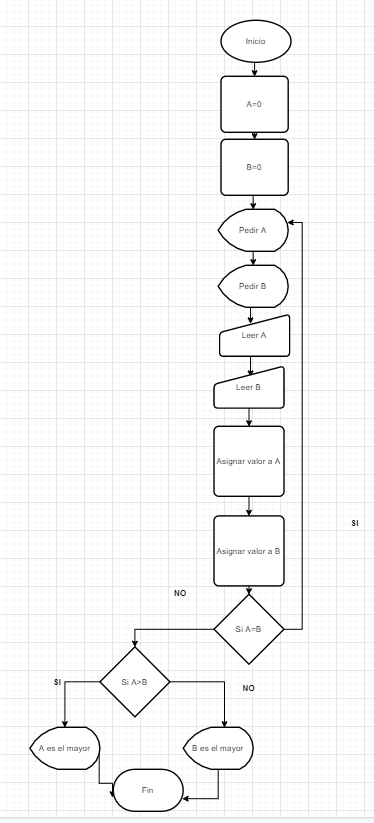 Inicio
A=0
B=0
Pedir A
Pedir B
Leer A
Leer B
Asignar valor a A
SI
Asignar valor a B
NO
Si A=B
SI
Si A>B
NO
A es el mayor
B es el mayor
Fin